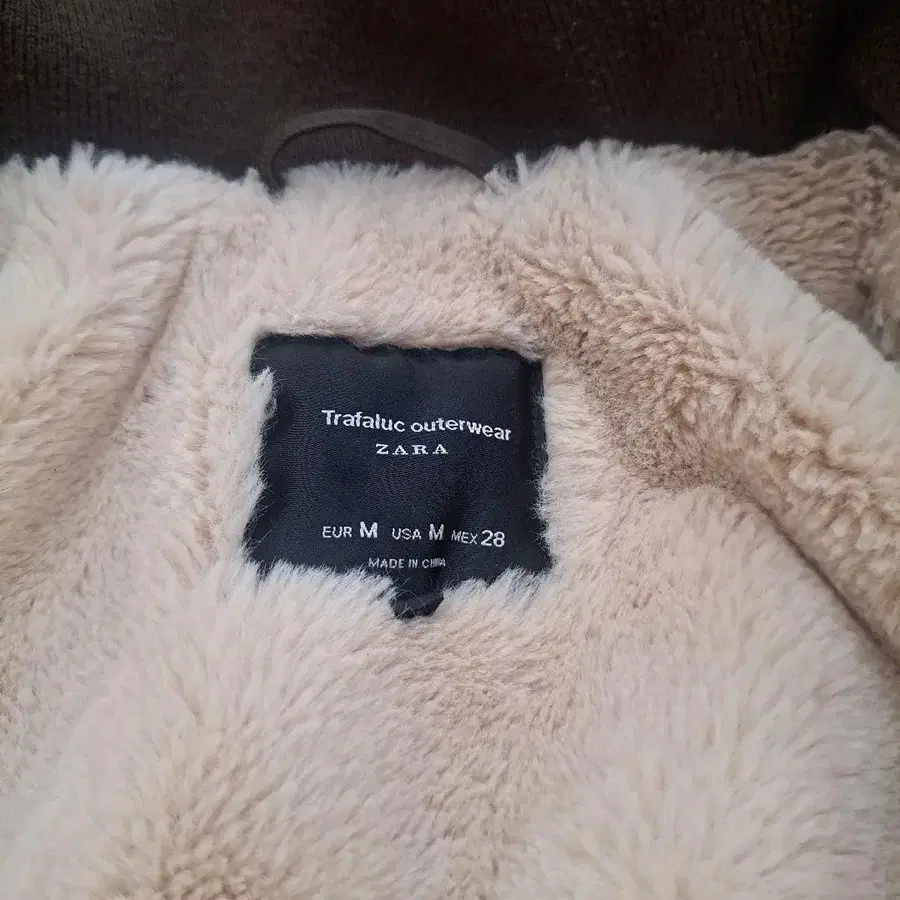 Trafaluc outerwear
ZARA
EUR M USA M MEX 28
MADE IN CHINA